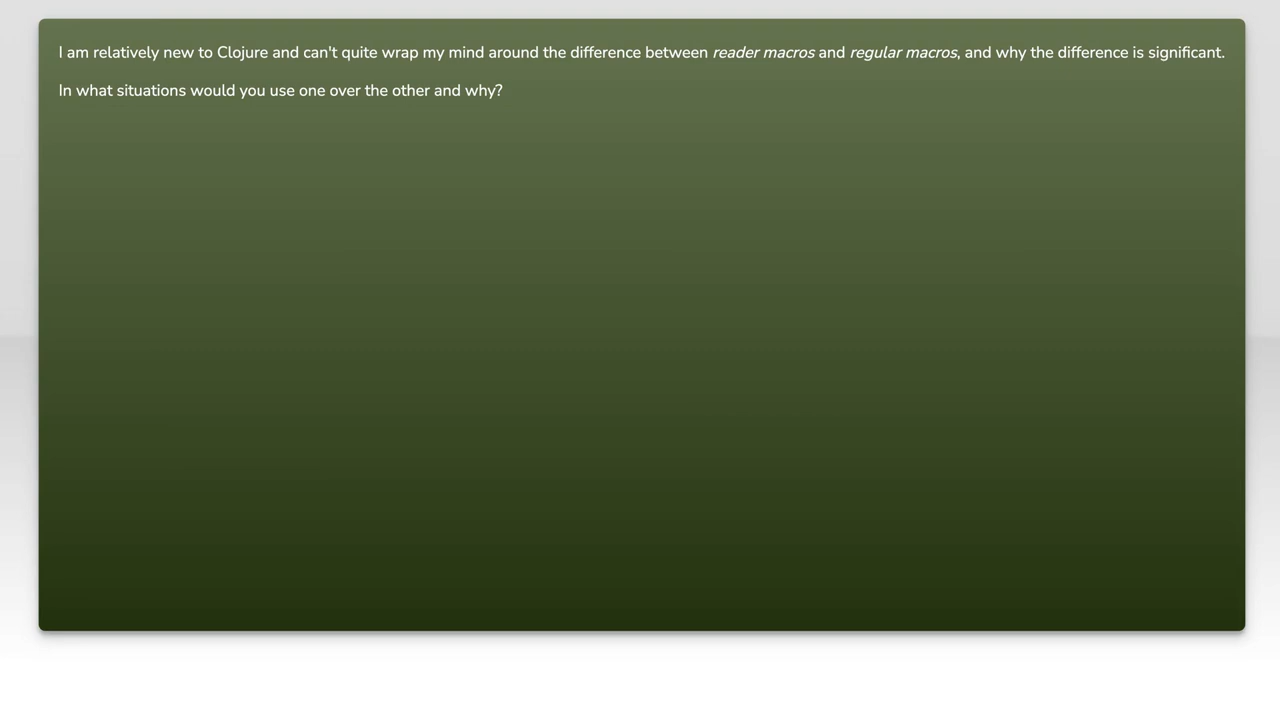 I am relatively new to Clojure and can't quite wrap my mind around the difference between reader macros and regular macros, and why the difference is significant.
In what situations would you use one over the other and why?